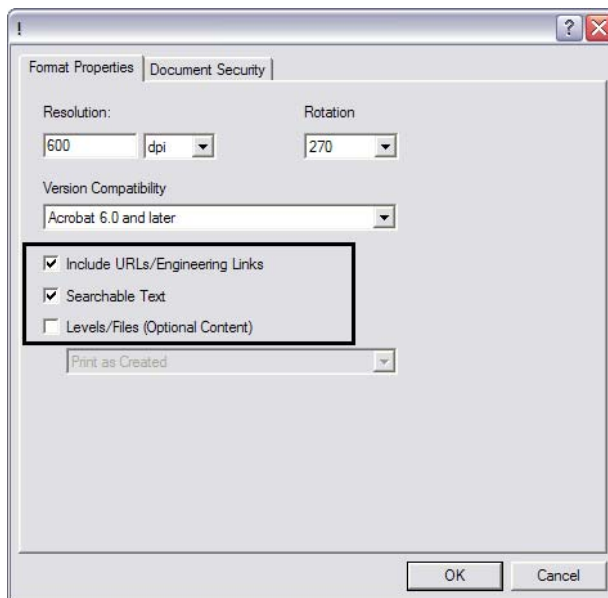 !
Format Properties Document Security
Resolution: Rotation
600 dpi 270
Version Compatibility
Acrobat 6.0 and later
Include URLs/Engineering Links
Searchable Text
Levels/Files (Optional Content)
Print as Created
OK Cancel